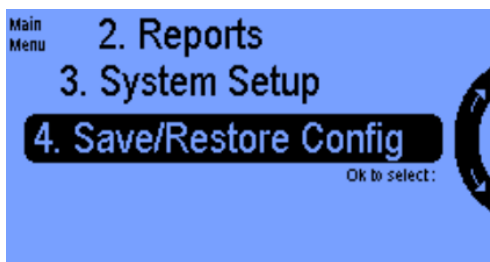 Main
Menu
2. Reports
3. System Setup
4. Save/Restore Config
Ok to select: